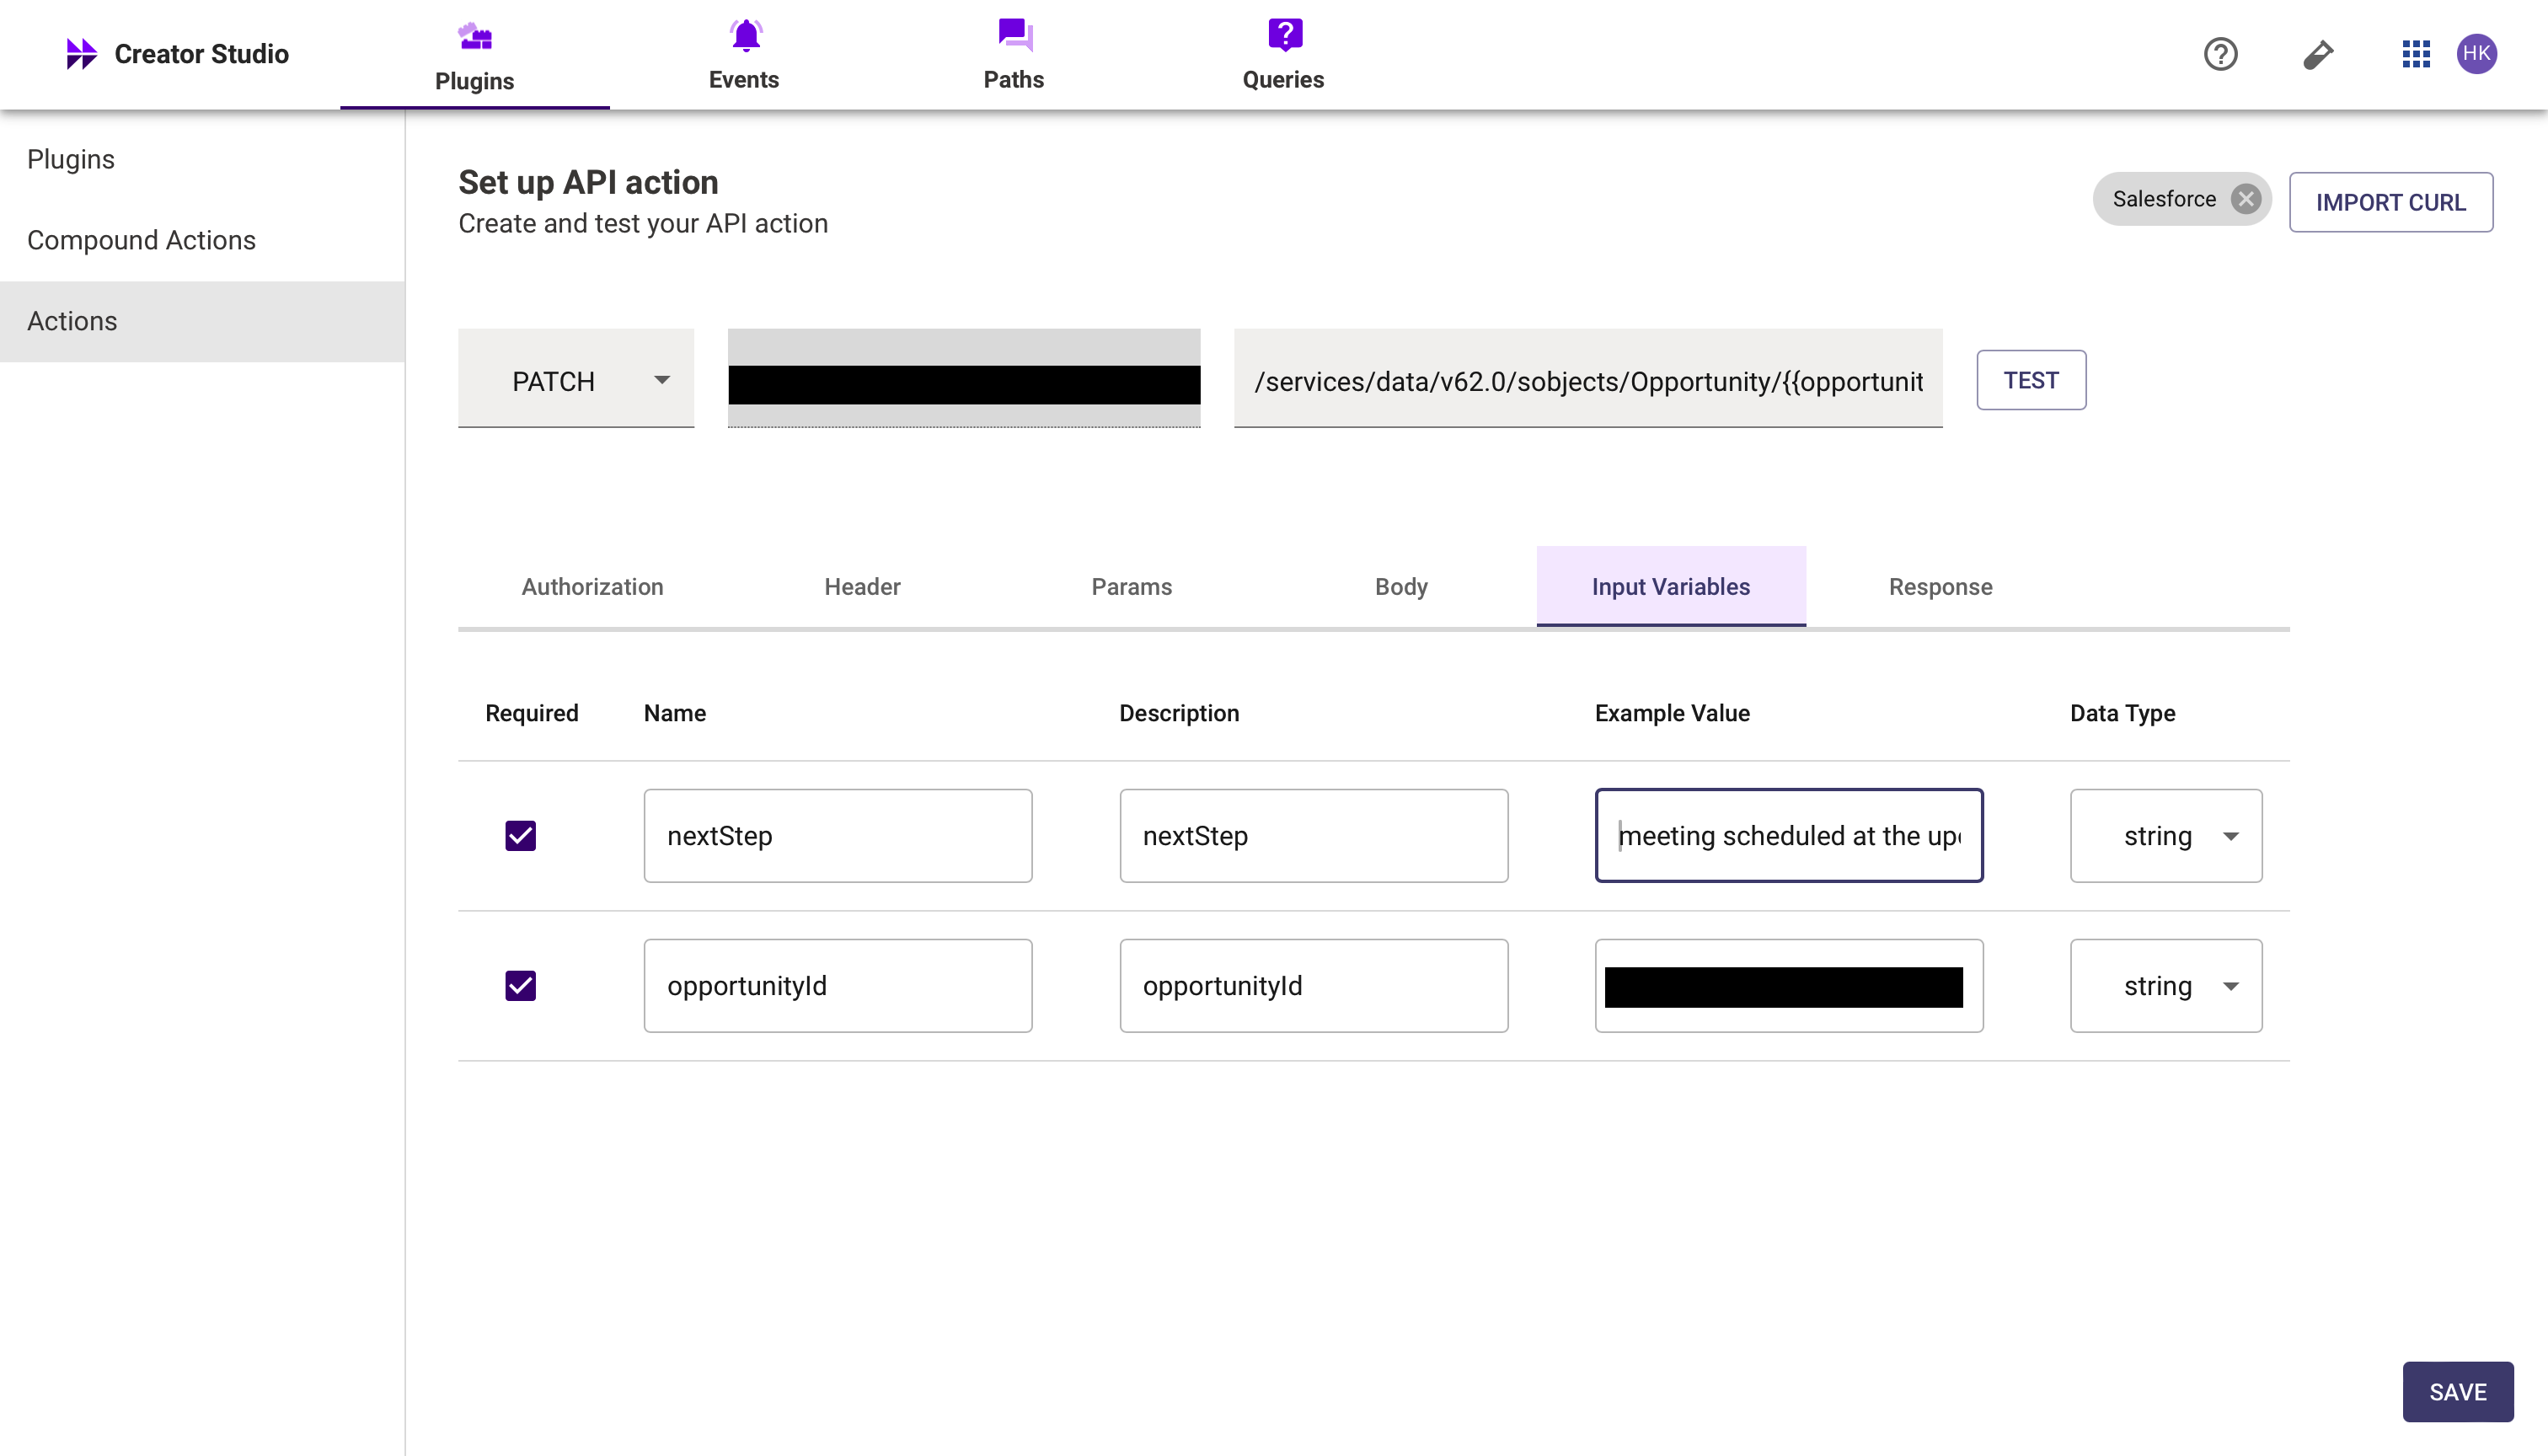 Creator Studio
Plugins
Events
Paths
Queries
HK
Plugins
Compound Actions
Actions
Set up API action
Create and test your API action
Salesforce
IMPORT CURL
PATCH
/services/data/v62.0/sobjects/Opportunity/{{opportunit
TEST
Authorization
Header
Params
Body
Input Variables
Response
Required
Name
Description
Example Value
Data Type
nextStep
nextStep
meeting scheduled at the
string
opportunityId
opportunityId
string
SAVE